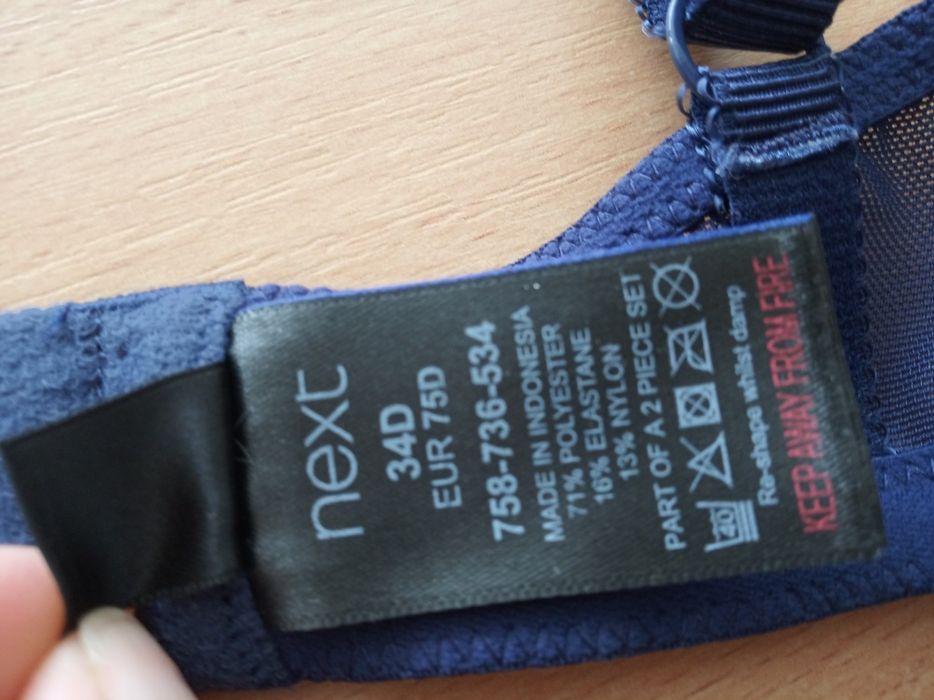 next
34D
EUR 75D
758-736-534
MADE IN INDONESIA
71% POLYESTER
16% ELASTANE
13% NYLON
PART OF A 2 PIECE SET
40
Re-shape whilst damp
KEEP AWAY FROM FIRE